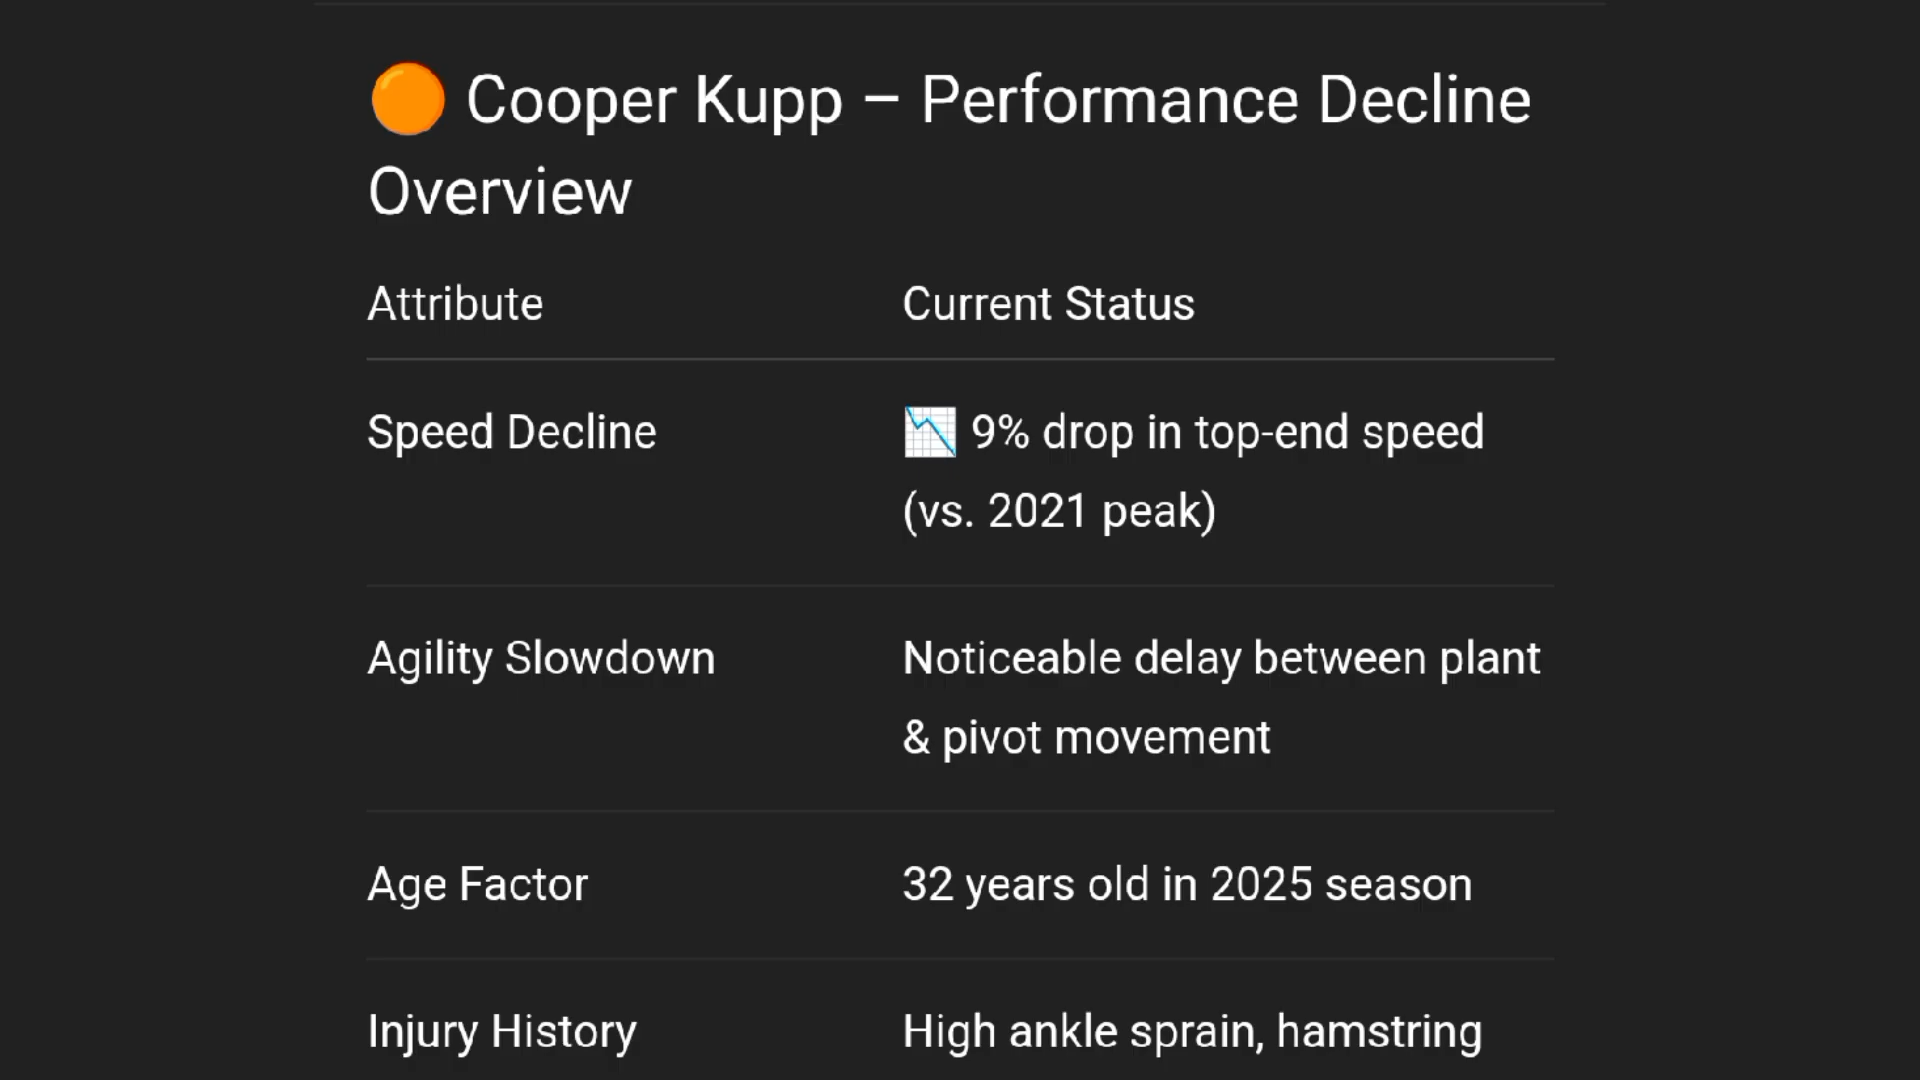 🟠 Cooper Kupp – Performance Decline
Overview
Attribute Current Status
Speed Decline 📉 9% drop in top-end speed
(vs. 2021 peak)
Agility Slowdown Noticeable delay between plant
& pivot movement
Age Factor 32 years old in 2025 season
Injury History High ankle sprain, hamstring